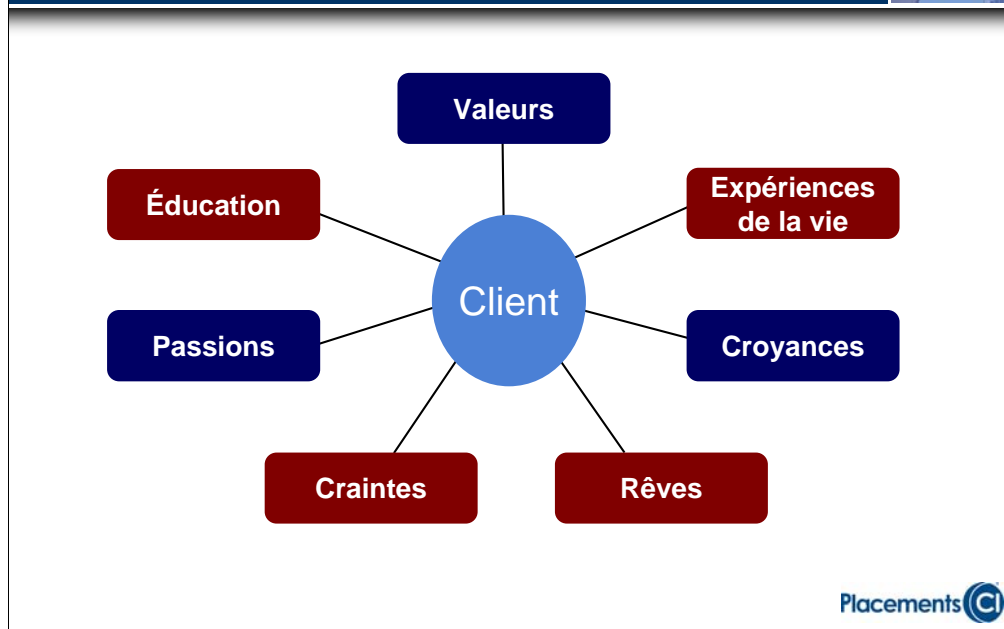 Valeurs
Éducation
Expériences
de la vie
Client
Passions
Croyances
Craintes
Rêves
Placements CI